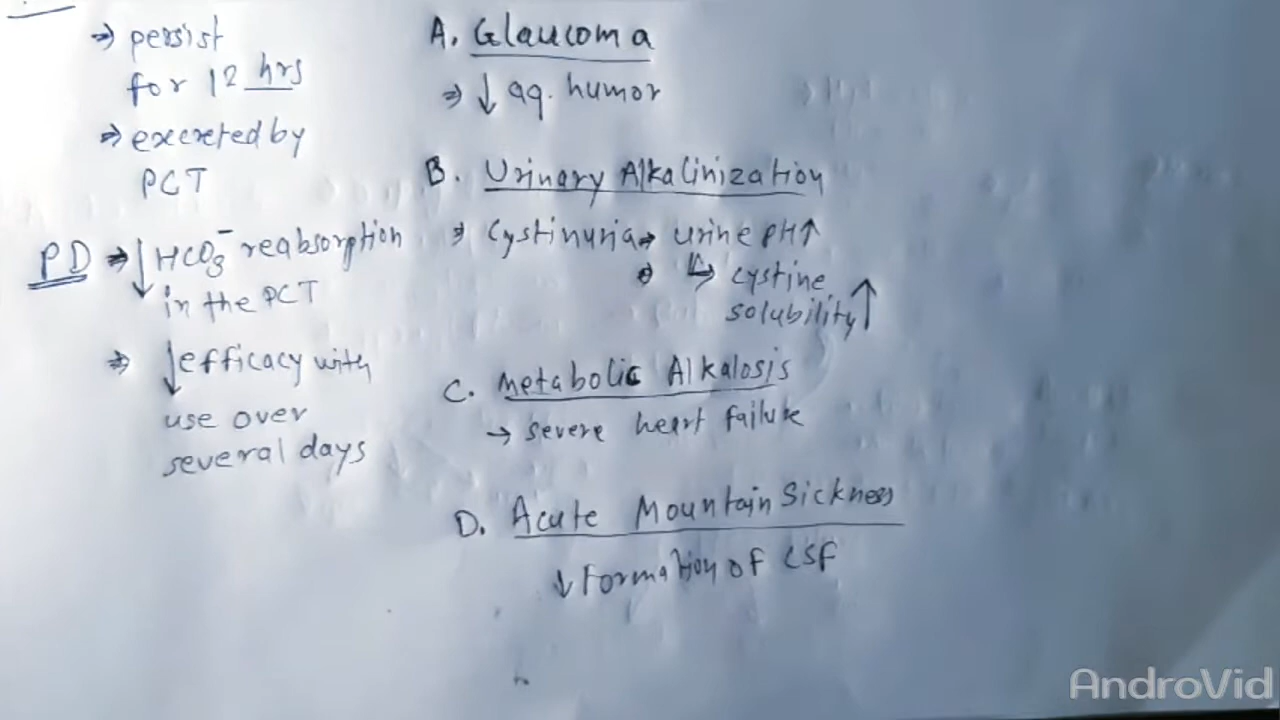 ⇒ persist
for 12 hrs
⇒ excreted by
PCT
PD ⇒ ↓ HCO3⁻ reabsorption
in the PCT
⇒ ↓ efficacy with
use over
several days
A. Glaucoma
⇒ ↓ aq. humor
B. Urinary Alkalinization
⇒ Cystinuria → urine PH↑
↳ cystine
solubility ↑
C. Metabolic Alkalosis
→ severe heart failure
D. Acute Mountain Sickness
↓ Formation of CSF
AndroVid